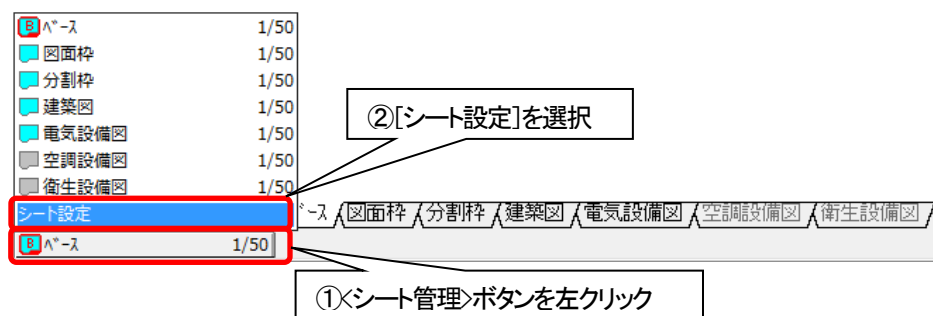 B ﾍﾞｰｽ 1/50
図面枠 1/50
分割枠 1/50
建築図 1/50
電気設備図 1/50
空調設備図 1/50
衛生設備図 1/50
シート設定
②[シート設定]を選択
ﾞｰｽ 図面枠 分割枠 建築図 電気設備図 空調設備図 衛生設備図
B ﾍﾞｰｽ 1/50
①<シート管理>ボタンを左クリック